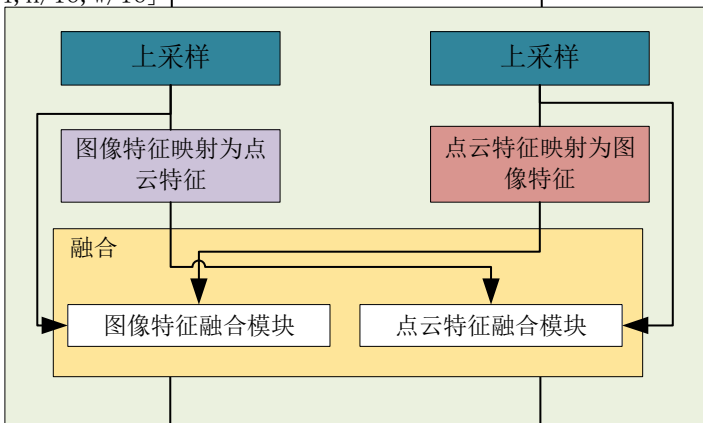 上采样
上采样
图像特征映射为点
云特征
点云特征映射为图
像特征
融合
图像特征融合模块
点云特征融合模块